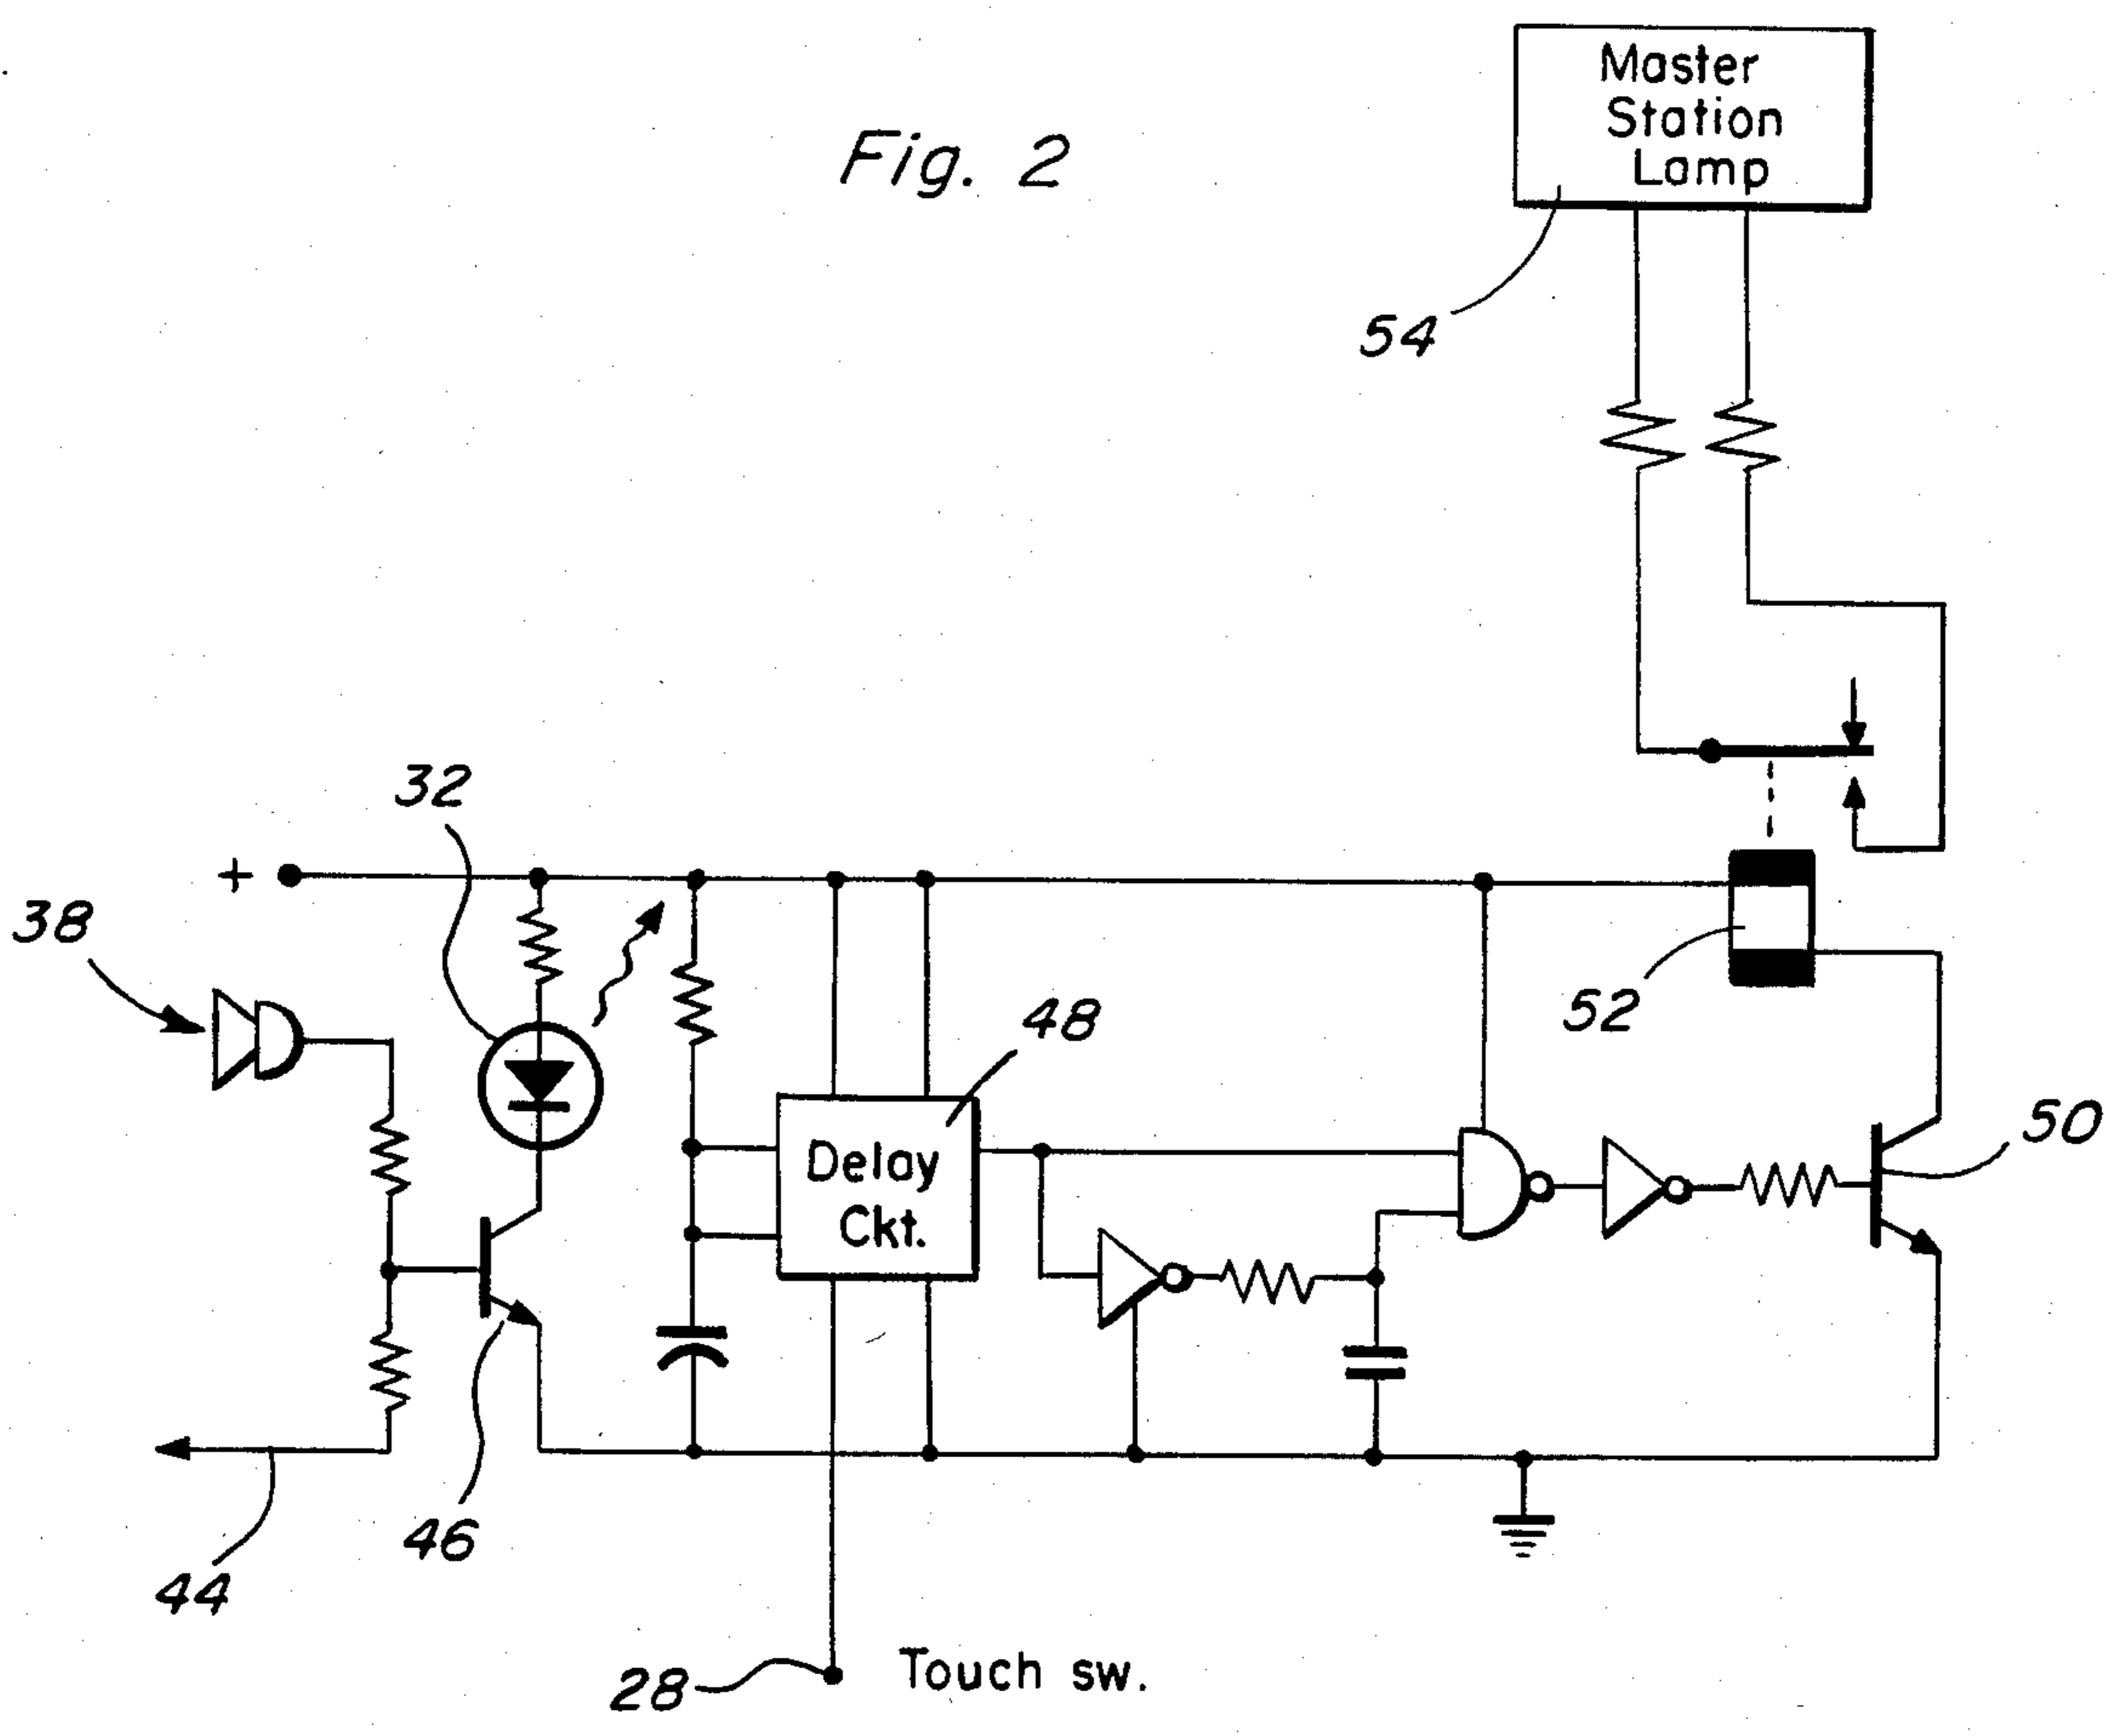 Master
Station
Lamp
Fig. 2
54
32
+
38
48
52
50
Delay
Ckt.
46
44
28
Touch sw.